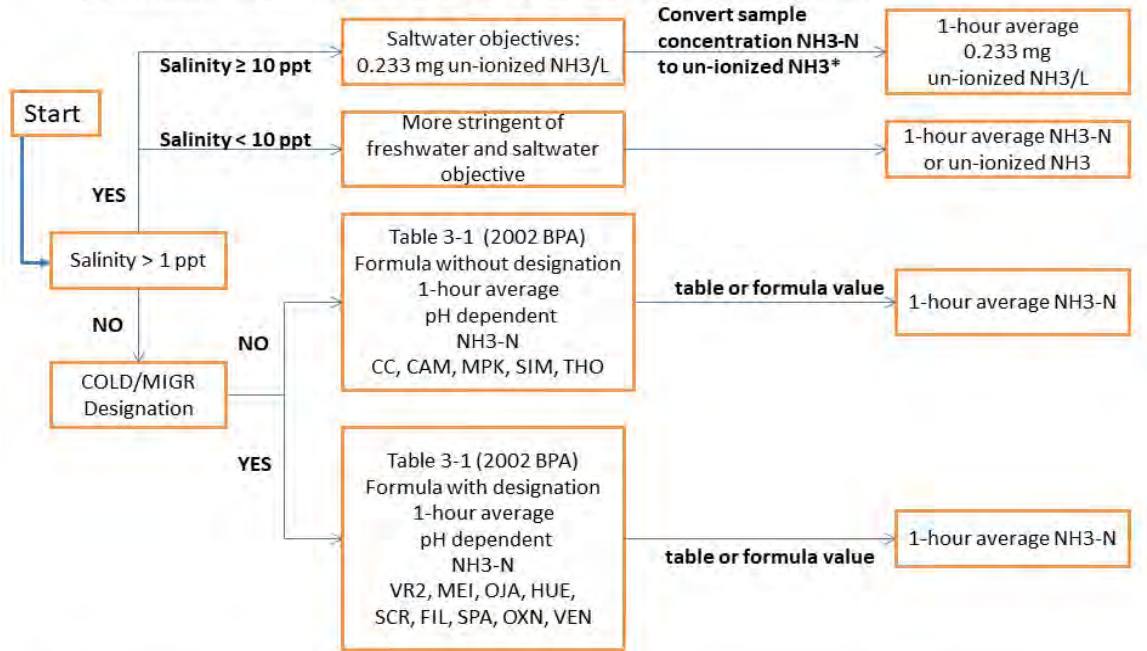 Start
Salinity > 1 ppt
YES
Salinity ≥ 10 ppt
Saltwater objectives:
0.233 mg un-ionized NH3/L
Convert sample
concentration NH3-N
to un-ionized NH3*
1-hour average
0.233 mg
un-ionized NH3/L
Salinity < 10 ppt
More stringent of
freshwater and saltwater
objective
1-hour average NH3-N
or un-ionized NH3
NO
COLD/MIGR
Designation
NO
Table 3-1 (2002 BPA)
Formula without designation
1-hour average
pH dependent
NH3-N
CC, CAM, MPK, SIM, THO
table or formula value
1-hour average NH3-N
YES
Table 3-1 (2002 BPA)
Formula with designation
1-hour average
pH dependent
NH3-N
VR2, MEI, OJA, HUE,
SCR, FIL, SPA, OXN, VEN
table or formula value
1-hour average NH3-N